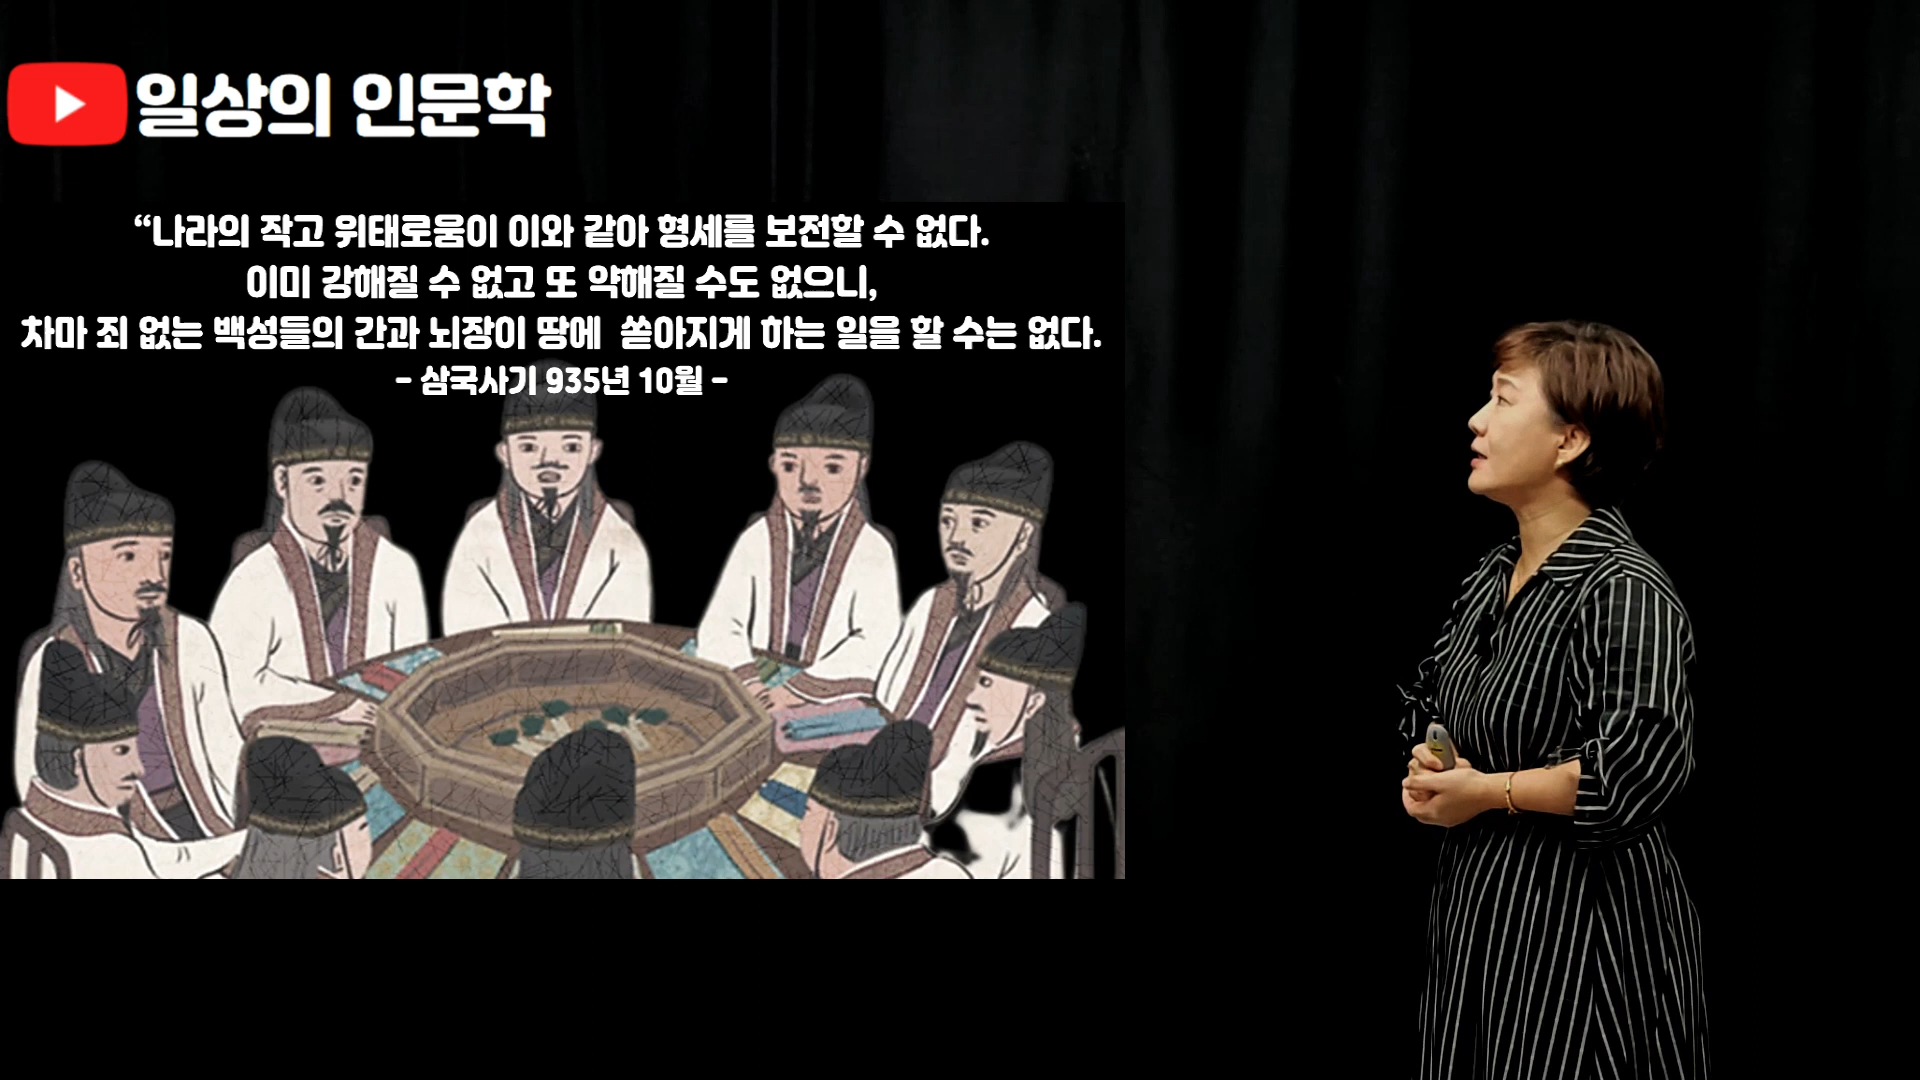 일상의 인문학
“나라의 작고 위태로움이 이와 같아 형세를 보전할 수 없다.
이미 강해질 수 없고 또 약해질 수도 없으니,
차마 죄 없는 백성들의 간과 뇌장이 땅에 쏟아지게 하는 일을 할 수는 없다.
- 삼국사기 935년 10월 -